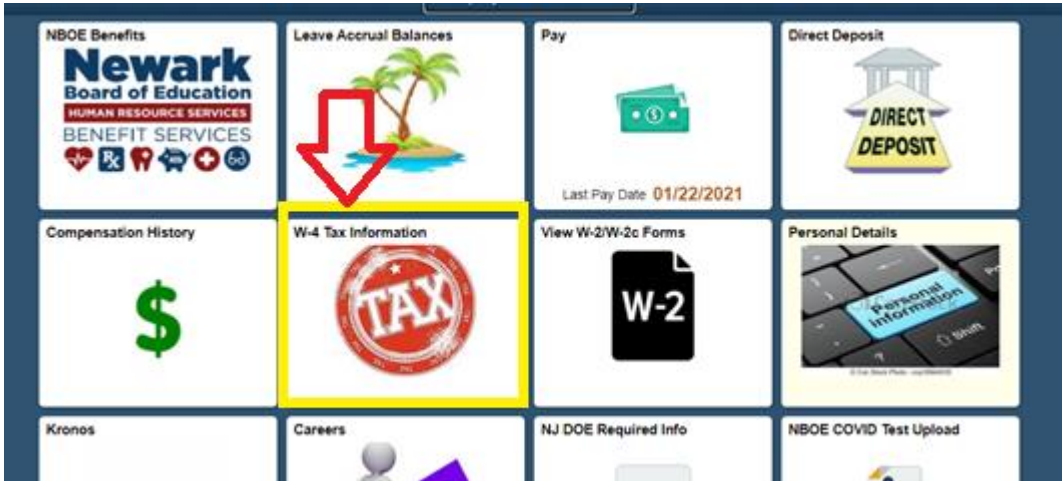 NBOE Benefits
Newark
Board of Education
HUMAN RESOURCE SERVICES
BENEFIT SERVICES
Leave Accrual Balances
Pay
Last Pay Date 01/22/2021
Direct Deposit
DIRECT
DEPOSIT
Compensation History
$
W-4 Tax Information
TAX
View W-2/W-2c Forms
W-2
Personal Details
Personal
information
Shift
Kronos
Careers
NJ DOE Required Info
NBOE COVID Test Upload